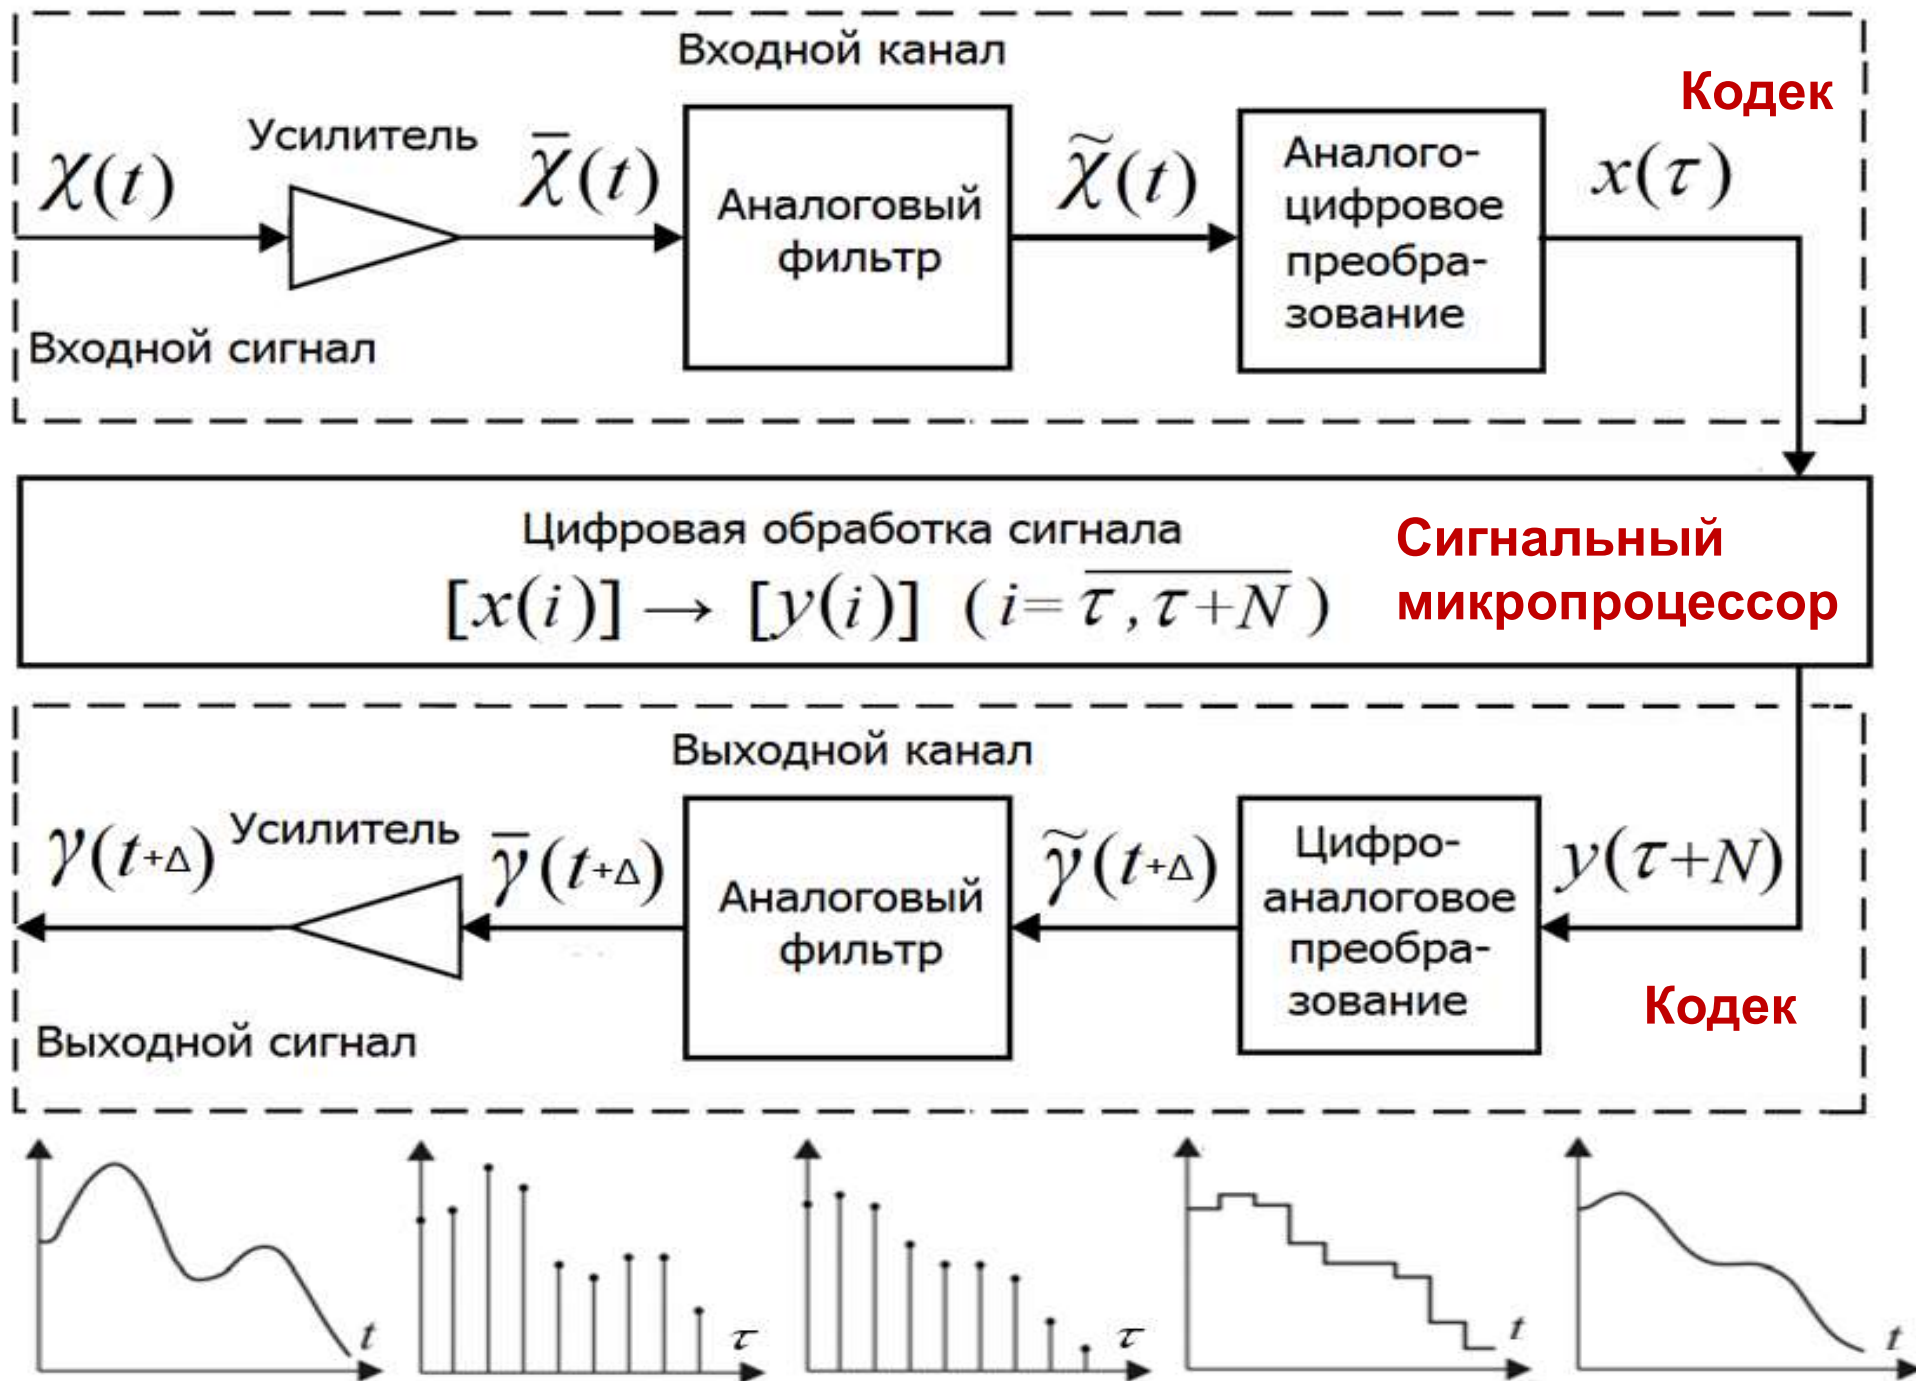 Входной канал
Кодек
Усилитель
χ(t)
χ̅(t)
Аналоговый
фильтр
χ̃(t)
Аналого-
цифровое
преобра-
зование
x(τ)
Входной сигнал
Цифровая обработка сигнала
[x(i)] → [y(i)] (i= τ̅,̅ ̅τ̅+̅N̅)
Сигнальный
микропроцессор
Выходной канал
γ(t+Δ)
Усилитель
γ̅(t+Δ)
Аналоговый
фильтр
γ̃(t+Δ)
Цифро-
аналоговое
преобра-
зование
y(τ+N)
Кодек
Выходной сигнал
t
τ
τ
t
t